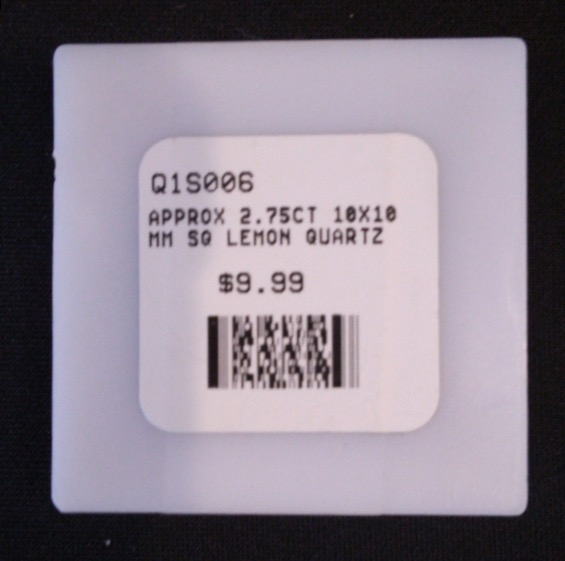 Q1S006
APPROX 2.75CT 10X10
MM SQ LEMON QUARTZ
$9.99